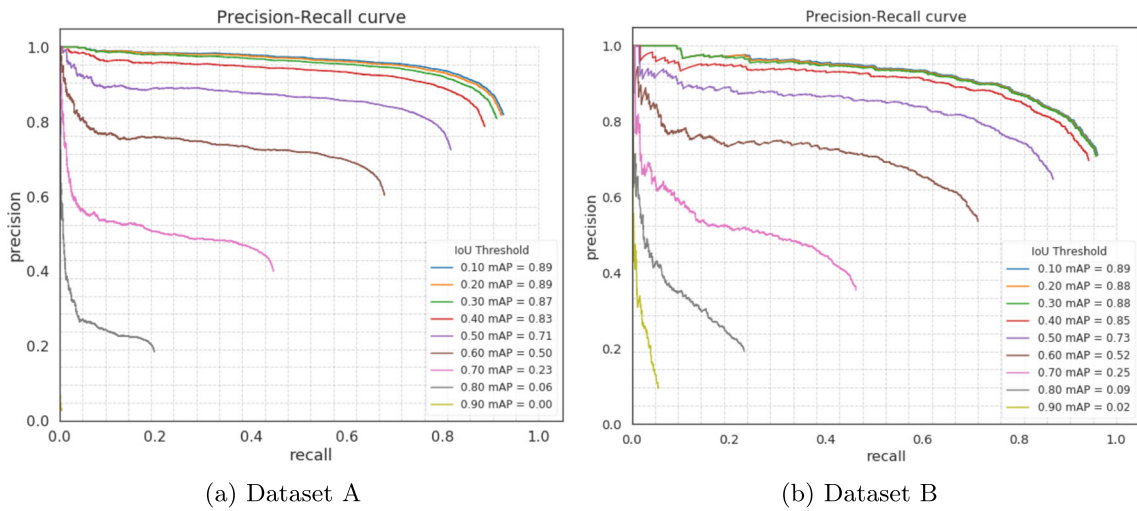 Precision-Recall curve
1.0
0.8
0.6
0.4
0.2
0.0
precision
0.0
0.2
0.4
0.6
0.8
1.0
recall
IoU Threshold
0.10 mAP = 0.89
0.20 mAP = 0.89
0.30 mAP = 0.87
0.40 mAP = 0.83
0.50 mAP = 0.71
0.60 mAP = 0.50
0.70 mAP = 0.23
0.80 mAP = 0.06
0.90 mAP = 0.00
(a) Dataset A
Precision-Recall curve
1.0
0.8
0.6
0.4
0.2
0.0
precision
0.0
0.2
0.4
0.6
0.8
1.0
recall
IoU Threshold
0.10 mAP = 0.89
0.20 mAP = 0.88
0.30 mAP = 0.88
0.40 mAP = 0.85
0.50 mAP = 0.73
0.60 mAP = 0.52
0.70 mAP = 0.25
0.80 mAP = 0.09
0.90 mAP = 0.02
(b) Dataset B